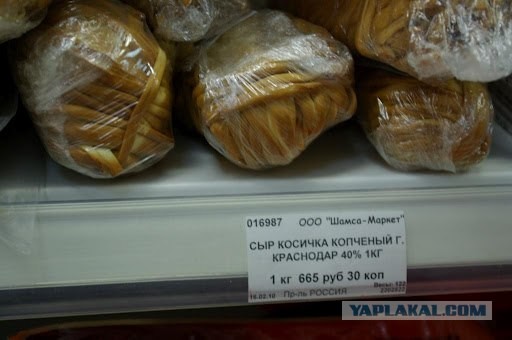 016987 ООО "Шамса-Маркет"
СЫР КОСИЧКА КОПЧЕНЫЙ Г.
КРАСНОДАР 40% 1КГ
1 кг 665 руб 30 коп
Пр-ль РОССИЯ
YAPLAKAL.COM